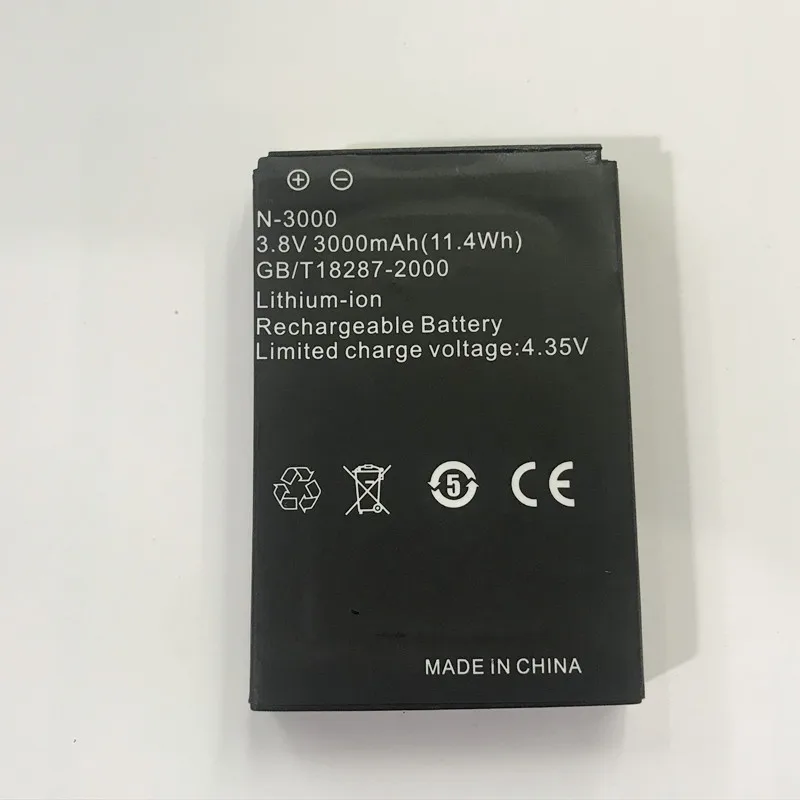 + -
N-3000
3.8V 3000mAh(11.4Wh)
GB/T18287-2000
Lithium-ion
Rechargeable Battery
Limited charge voltage:4.35V
5 CE
MADE iN CHINA